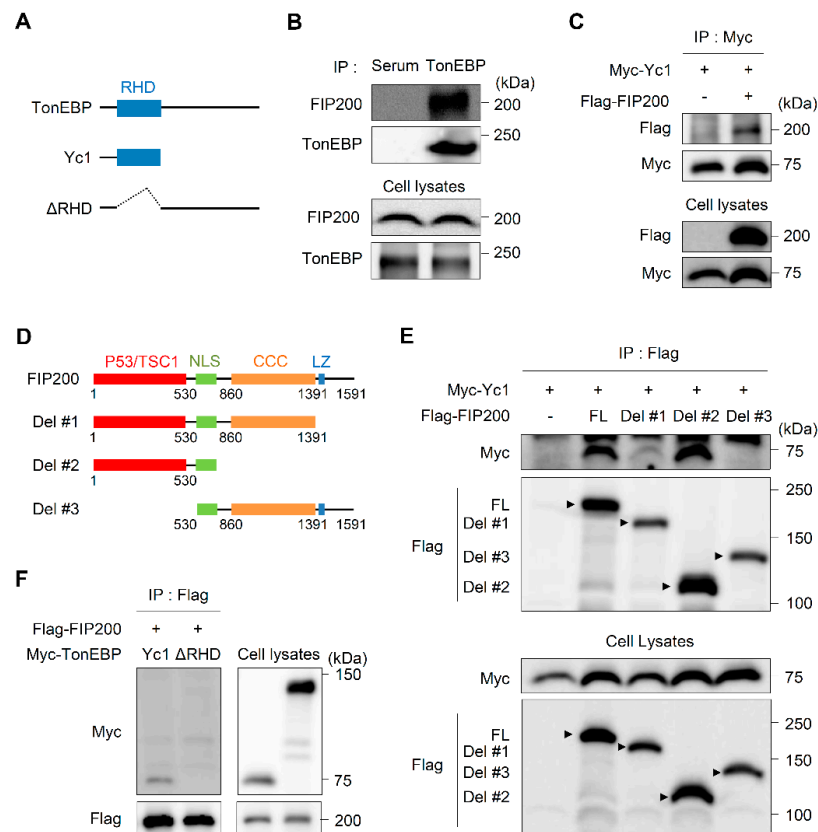 A
RHD
TonEBP
Yc1
ΔRHD
B
IP : Serum TonEBP
(kDa)
FIP200
200
TonEBP
250
Cell lysates
FIP200
200
TonEBP
250
C
IP : Myc
Myc-Yc1 + +
Flag-FIP200 - +
(kDa)
Flag
200
Myc
75
Cell lysates
Flag
200
Myc
75
D
P53/TSC1 NLS CCC LZ
FIP200
1 530 860 1391 1591
Del #1
1 530 860 1391
Del #2
1 530
Del #3
530 860 1391 1591
E
IP : Flag
Myc-Yc1 + + + + +
Flag-FIP200 - FL Del #1 Del #2 Del #3
(kDa)
Myc
75
250
FL
Del #1
150
Flag
Del #3
Del #2
100
Cell Lysates
Myc
75
250
FL
Del #1
150
Flag
Del #3
Del #2
100
F
IP : Flag
Flag-FIP200 + +
Myc-TonEBP Yc1 ΔRHD Cell lysates
(kDa)
150
Myc
75
Flag
200